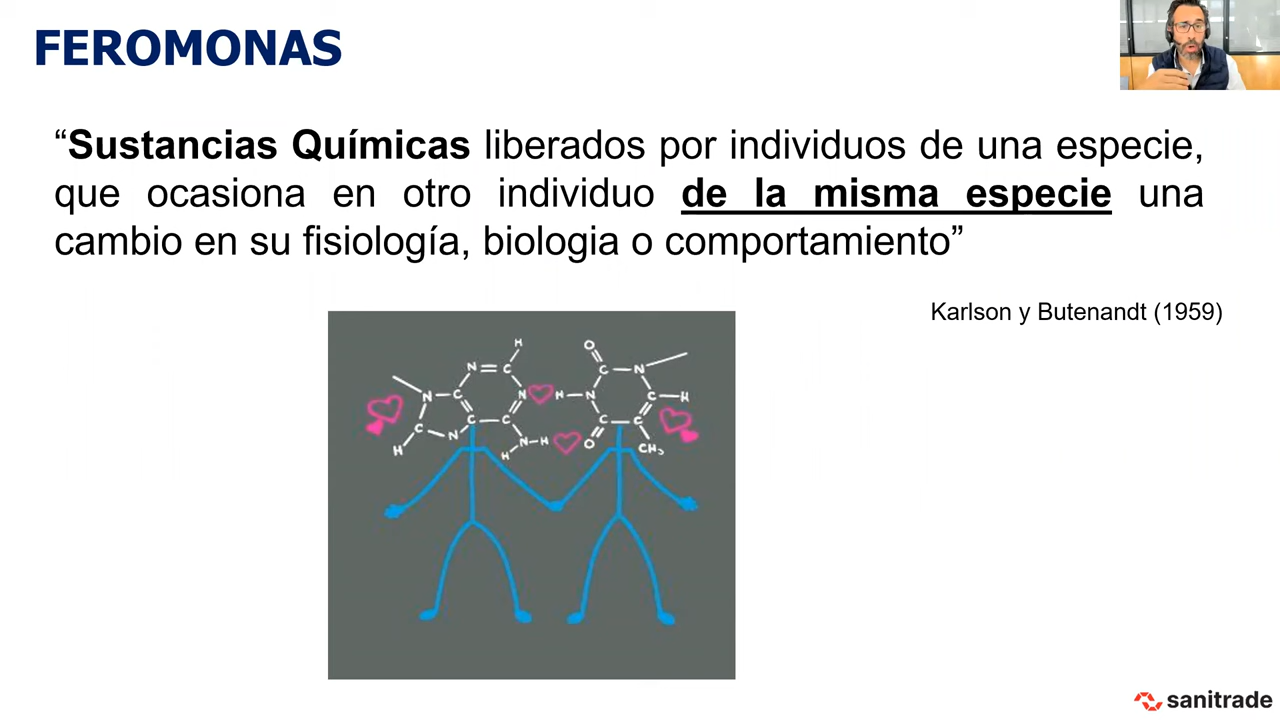 FEROMONAS
“Sustancias Químicas liberados por individuos de una especie,
que ocasiona en otro individuo de la misma especie una
cambio en su fisiología, biologia o comportamiento”
Karlson y Butenandt (1959)
H
N
C
N
C
N
C
C
C
H
N
N
H
H
O
C
N
H
N
C
H
C
C
O
CH₃
sanitrade